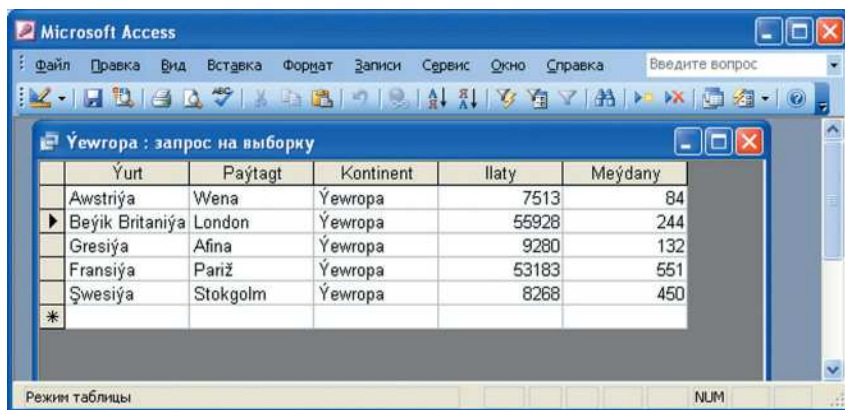 Microsoft Access
Файл Правка Вид Вставка Формат Записи Сервис Окно Справка Введите вопрос
Ýewropa : запрос на выборку
Ýurt Paýtagt Kontinent Ilaty Meýdany
Awstriýa Wena Ýewropa 7513 84
Beýik Britaniýa London Ýewropa 55928 244
Gresiýa Afina Ýewropa 9280 132
Fransiýa Pariž Ýewropa 53183 551
Şwesiýa Stokgolm Ýewropa 8268 450
Режим таблицы NUM